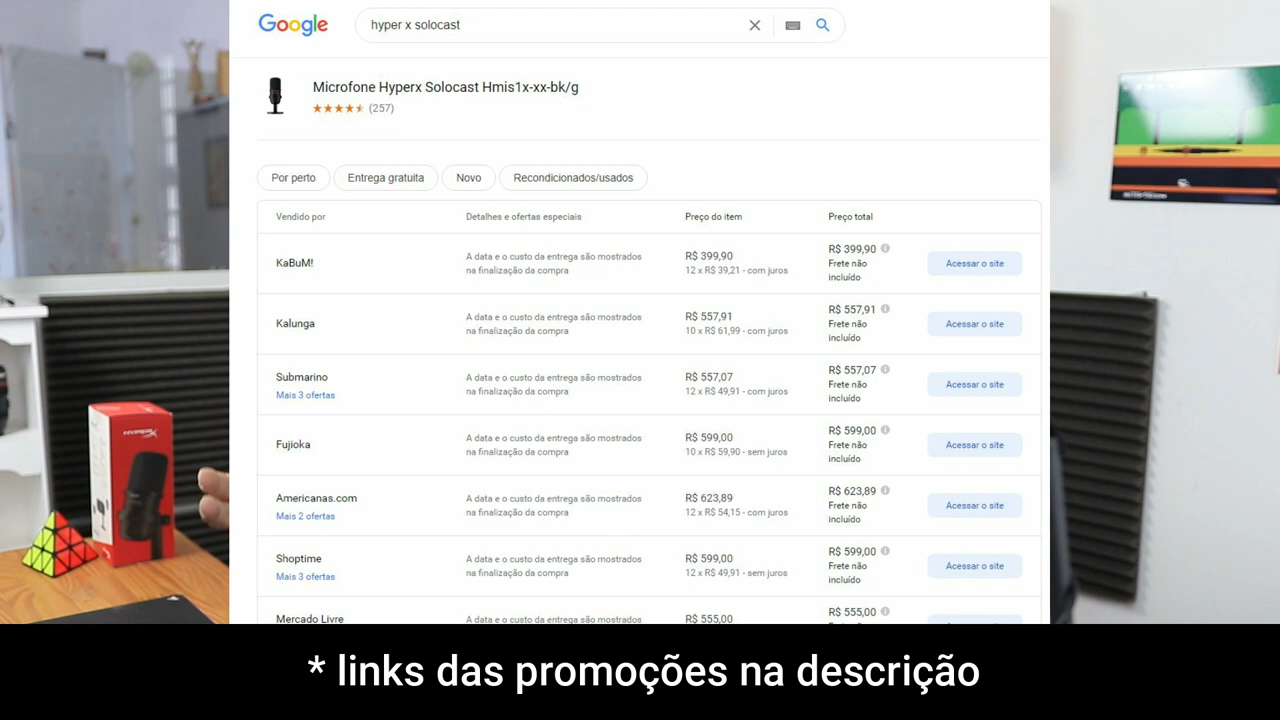 Google
hyper x solocast
Microfone Hyperx Solocast Hmis1x-xx-bk/g
(257)
Por perto
Entrega gratuita
Novo
Recondicionados/usados
Vendido por
Detalhes e ofertas especiais
Preço do item
Preço total
KaBuM!
A data e o custo da entrega são mostrados
na finalização da compra
R$ 399,90
12 x R$ 39,21 - com juros
R$ 399,90
Frete não
incluído
Acessar o site
Kalunga
A data e o custo da entrega são mostrados
na finalização da compra
R$ 557,91
10 x R$ 61,99 - com juros
R$ 557,91
Frete não
incluído
Acessar o site
Submarino
Mais 3 ofertas
A data e o custo da entrega são mostrados
na finalização da compra
R$ 557,07
12 x R$ 49,91 - com juros
R$ 557,07
Frete não
incluído
Acessar o site
Fujioka
A data e o custo da entrega são mostrados
na finalização da compra
R$ 599,00
10 x R$ 59,90 - sem juros
R$ 599,00
Frete não
incluído
Acessar o site
Americanas.com
Mais 2 ofertas
A data e o custo da entrega são mostrados
na finalização da compra
R$ 623,89
12 x R$ 54,15 - com juros
R$ 623,89
Frete não
incluído
Acessar o site
Shoptime
Mais 3 ofertas
A data e o custo da entrega são mostrados
na finalização da compra
R$ 599,00
12 x R$ 49,91 - sem juros
R$ 599,00
Frete não
incluído
Acessar o site
Mercado Livre
A data e o custo da entrega são mostrados
R$ 555,00
R$ 555,00
HYPERX
* links das promoções na descrição